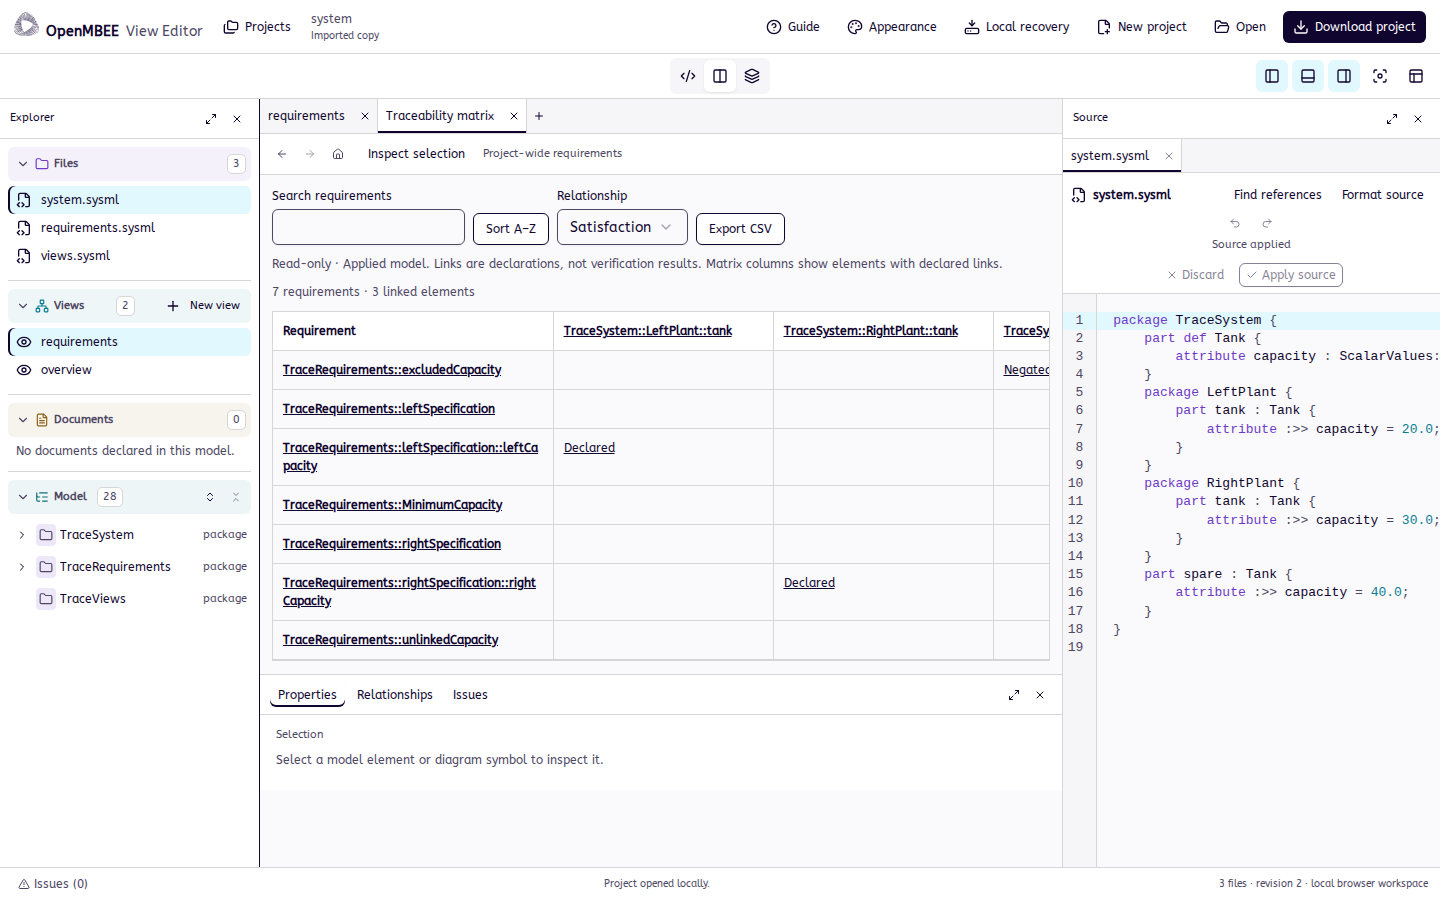 OpenMBEE View Editor
Projects
system
Imported copy
Guide
Appearance
Local recovery
New project
Open
Download project
Explorer
Files
3
system.sysml
requirements.sysml
views.sysml
Views
2
New view
requirements
overview
Documents
0
No documents declared in this model.
Model
28
TraceSystem package
TraceRequirements package
TraceViews package
requirements
Traceability matrix
Inspect selection
Project-wide requirements
Search requirements
Relationship
Sort A–Z
Satisfaction
Export CSV
Read-only · Applied model. Links are declarations, not verification results. Matrix columns show elements with declared links.
7 requirements · 3 linked elements
Requirement TraceSystem::LeftPlant::tank TraceSystem::RightPlant::tank TraceSy
TraceRequirements::excludedCapacity Negated
TraceRequirements::leftSpecification
TraceRequirements::leftSpecification::leftCa
pacity
Declared
TraceRequirements::MinimumCapacity
TraceRequirements::rightSpecification
TraceRequirements::rightSpecification::right
Capacity
Declared
TraceRequirements::unlinkedCapacity
Properties
Relationships
Issues
Selection
Select a model element or diagram symbol to inspect it.
Source
system.sysml
system.sysml
Find references
Format source
Source applied
Discard
Apply source
1 package TraceSystem {
2 part def Tank {
3 attribute capacity : ScalarValues:
4 }
5 package LeftPlant {
6 part tank : Tank {
7 attribute :>> capacity = 20.0;
8 }
9 }
10 package RightPlant {
11 part tank : Tank {
12 attribute :>> capacity = 30.0;
13 }
14 }
15 part spare : Tank {
16 attribute :>> capacity = 40.0;
17 }
18 }
19
Issues (0)
Project opened locally.
3 files · revision 2 · local browser workspace